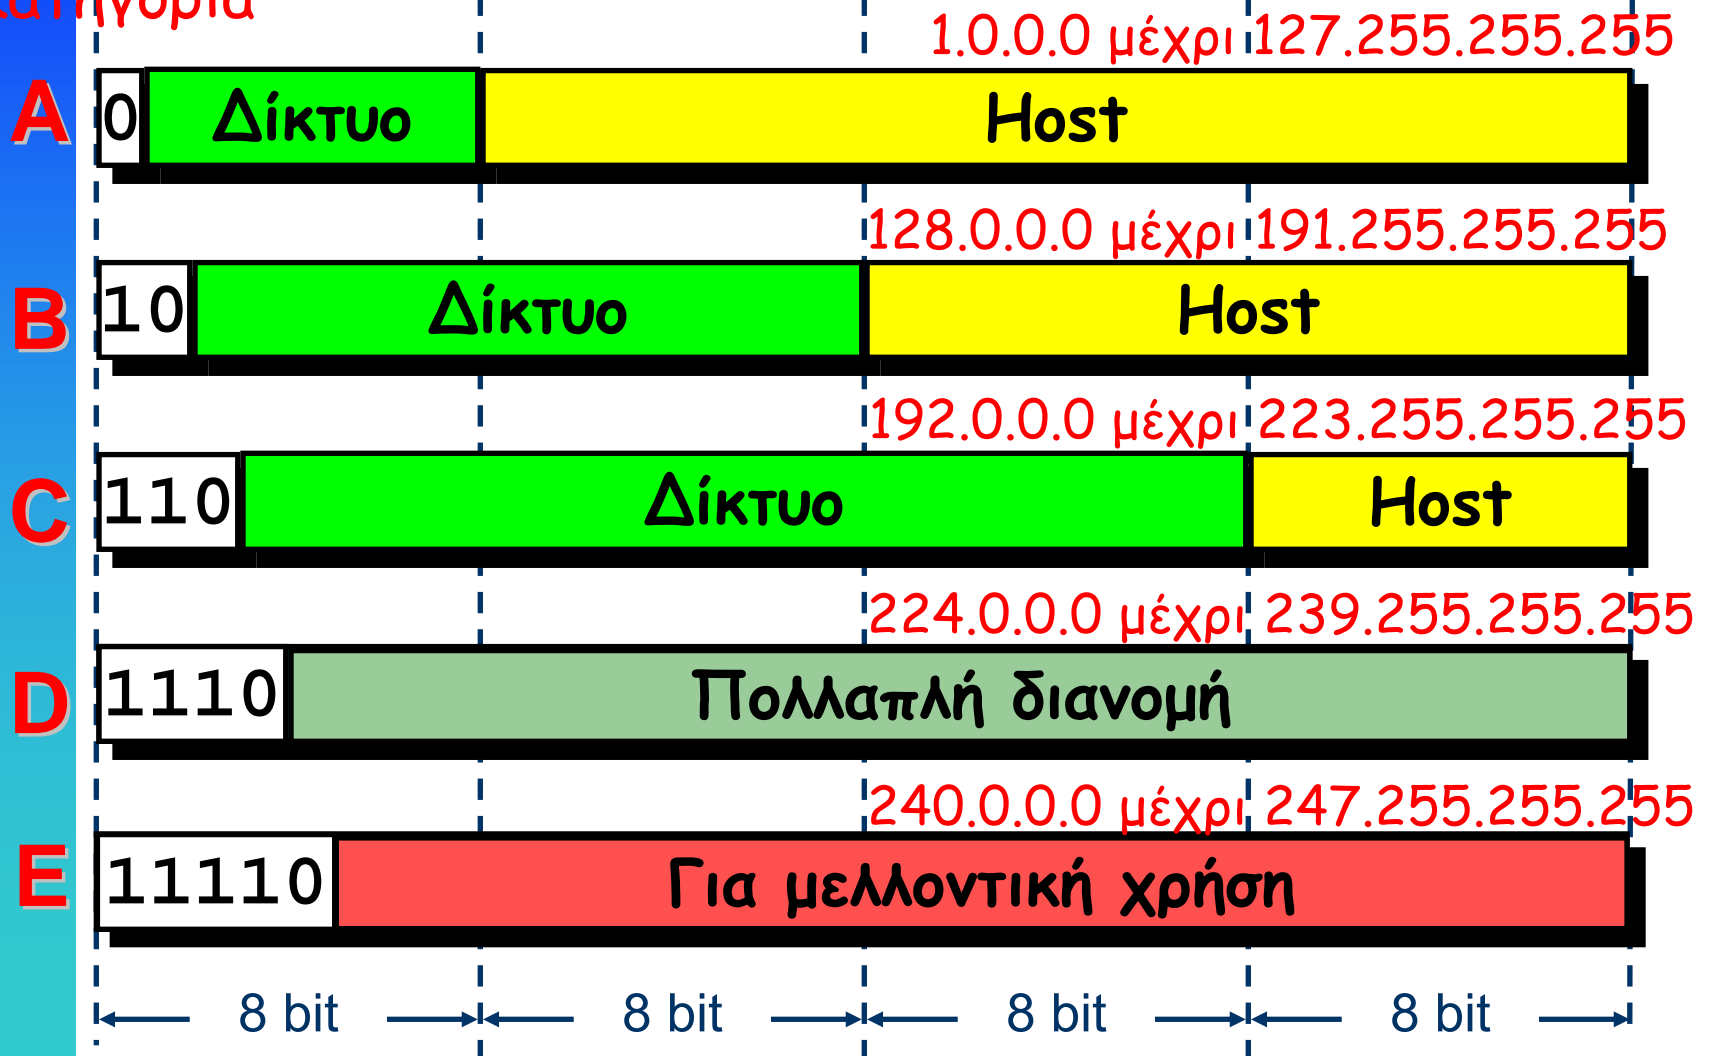 κατηγορία
1.0.0.0 μέχρι 127.255.255.255
A 0 Δίκτυο Host
128.0.0.0 μέχρι 191.255.255.255
B 10 Δίκτυο Host
192.0.0.0 μέχρι 223.255.255.255
C 110 Δίκτυο Host
224.0.0.0 μέχρι 239.255.255.255
D 1110 Πολλαπλή διανομή
240.0.0.0 μέχρι 247.255.255.255
E 11110 Για μελλοντική χρήση
8 bit 8 bit 8 bit 8 bit